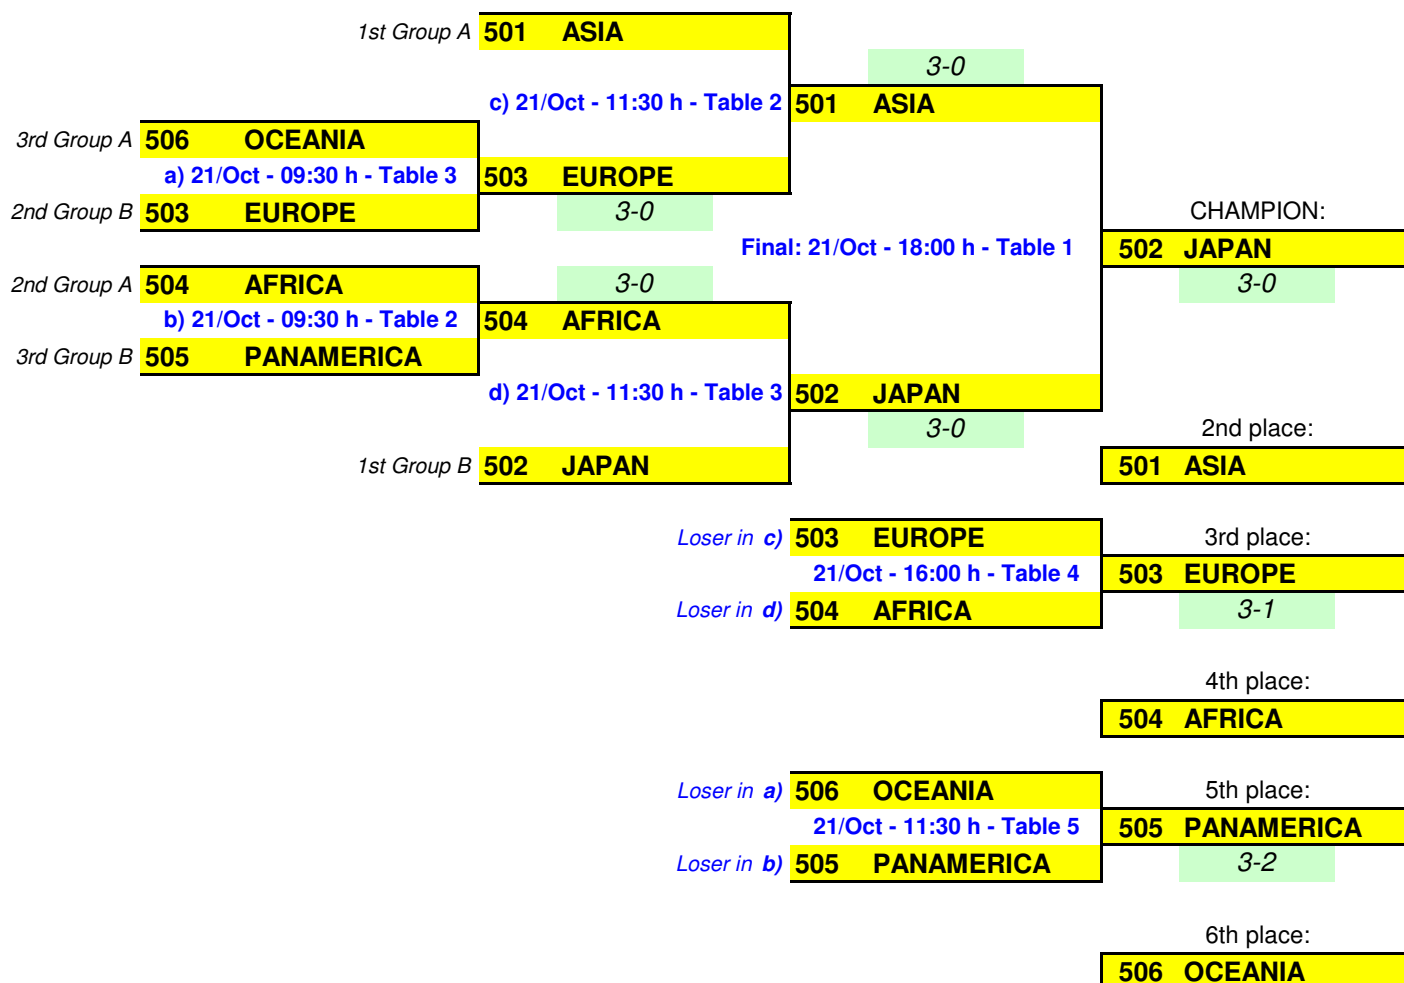 1st Group A 501 ASIA
3-0
c) 21/Oct - 11:30 h - Table 2 501 ASIA
3rd Group A 506 OCEANIA
a) 21/Oct - 09:30 h - Table 3 503 EUROPE
2nd Group B 503 EUROPE 3-0 CHAMPION:
Final: 21/Oct - 18:00 h - Table 1 502 JAPAN
2nd Group A 504 AFRICA 3-0 3-0
b) 21/Oct - 09:30 h - Table 2 504 AFRICA
3rd Group B 505 PANAMERICA
d) 21/Oct - 11:30 h - Table 3 502 JAPAN
3-0 2nd place:
1st Group B 502 JAPAN 501 ASIA
Loser in c) 503 EUROPE 3rd place:
21/Oct - 16:00 h - Table 4 503 EUROPE
Loser in d) 504 AFRICA 3-1
4th place:
504 AFRICA
Loser in a) 506 OCEANIA 5th place:
21/Oct - 11:30 h - Table 5 505 PANAMERICA
Loser in b) 505 PANAMERICA 3-2
6th place:
506 OCEANIA